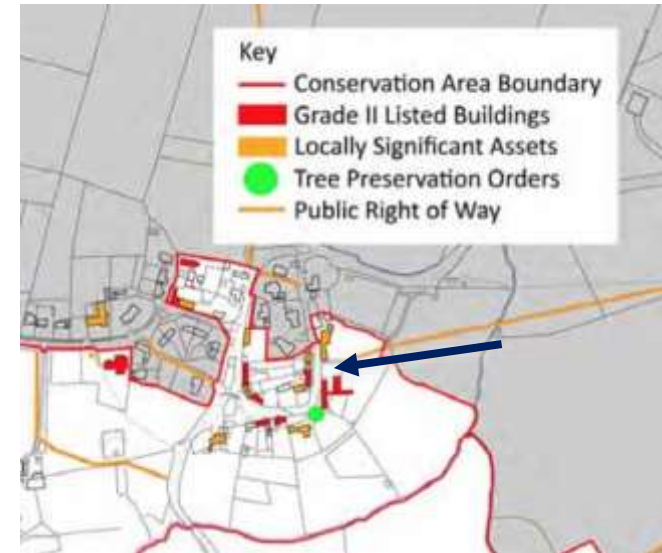 Key
Conservation Area Boundary
Grade II Listed Buildings
Locally Significant Assets
Tree Preservation Orders
Public Right of Way